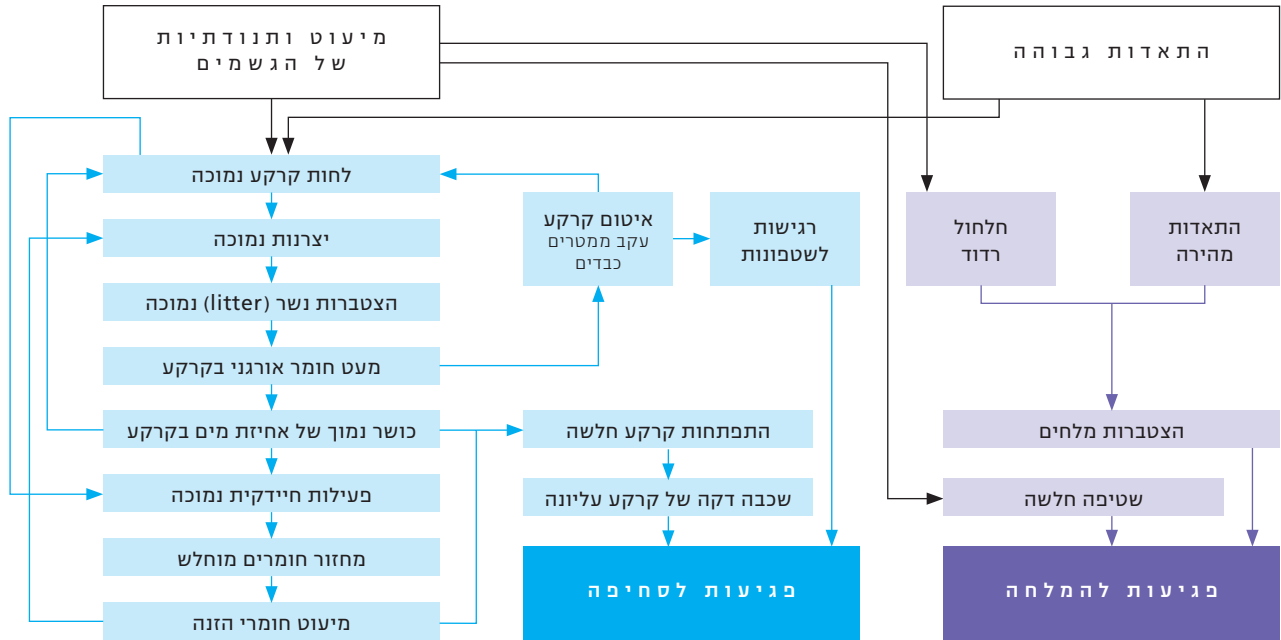 מיעוט ותנודתיות
של הגשמים
התאדות גבוהה
לחות קרקע נמוכה
יצרנות נמוכה
הצטברות נשר (litter) נמוכה
מעט חומר אורגני בקרקע
כושר נמוך של אחיזת מים בקרקע
פעילות חיידקית נמוכה
מחזור חומרים מוחלש
מיעוט חומרי הזנה
איטום קרקע
עקב ממטרים
כבדים
רגישות
לשטפונות
התפתחות קרקע חלשה
שכבה דקה של קרקע עליונה
פגיעות לסחיפה
חלחול
רדוד
התאדות
מהירה
הצטברות מלחים
שטיפה חלשה
פגיעות להמלחה